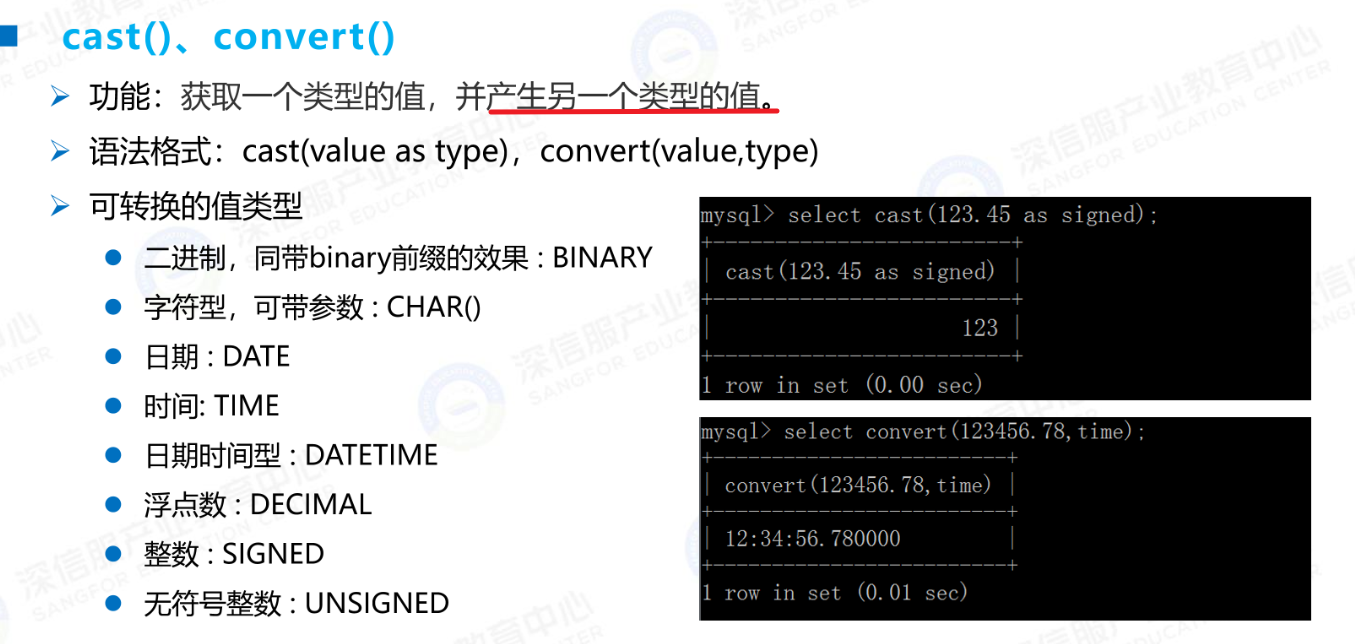 cast()、convert()
功能：获取一个类型的值，并产生另一个类型的值。
语法格式：cast(value as type)，convert(value,type)
可转换的值类型
二进制，同带binary前缀的效果 : BINARY
字符型，可带参数 : CHAR()
日期 : DATE
时间: TIME
日期时间型 : DATETIME
浮点数 : DECIMAL
整数 : SIGNED
无符号整数 : UNSIGNED
mysql> select cast(123.45 as signed);
+------------------------+
| cast(123.45 as signed) |
+------------------------+
|                    123 |
+------------------------+
1 row in set (0.00 sec)
mysql> select convert(123456.78,time);
+-------------------------+
| convert(123456.78,time) |
+-------------------------+
| 12:34:56.780000         |
+-------------------------+
1 row in set (0.01 sec)
深信服产业教育中心
SANGFOR EDUCATION CENTER